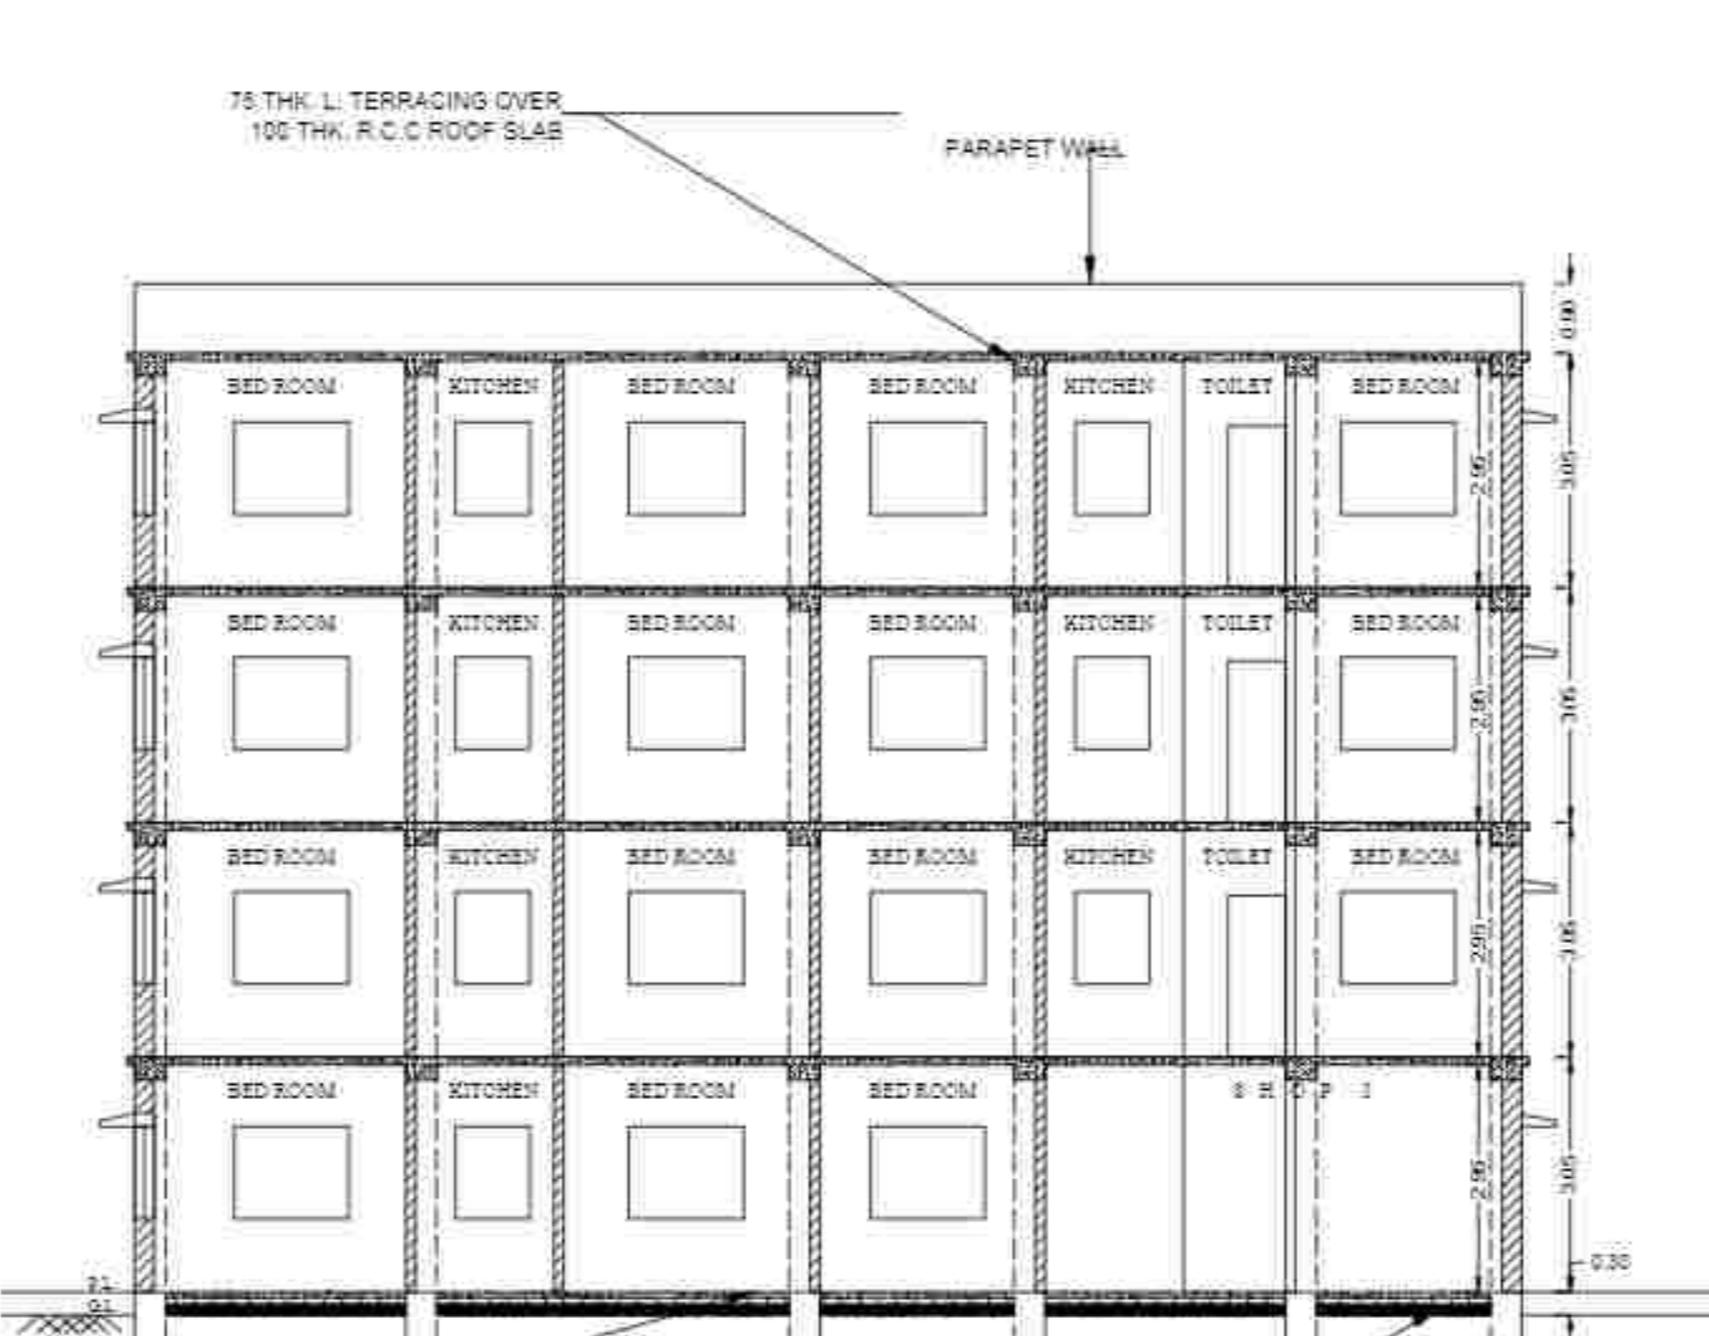 75 THK. L. TERRACING OVER
100 THK. R.C.C ROOF SLAB
PARAPET WALL
0.90
BED ROOM KITCHEN BED ROOM BED ROOM KITCHEN TOILET BED ROOM
2.95 3.05
BED ROOM KITCHEN BED ROOM BED ROOM KITCHEN TOILET BED ROOM
2.95 3.05
BED ROOM KITCHEN BED ROOM BED ROOM KITCHEN TOILET BED ROOM
2.95 3.05
BED ROOM KITCHEN BED ROOM BED ROOM SHOP 1
2.95 3.05
0.30